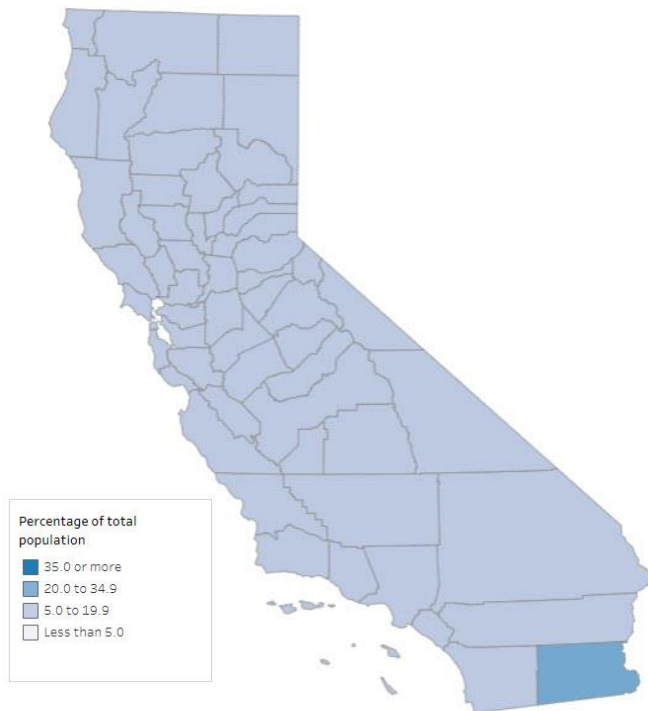 Percentage of total
population
35.0 or more
20.0 to 34.9
5.0 to 19.9
Less than 5.0